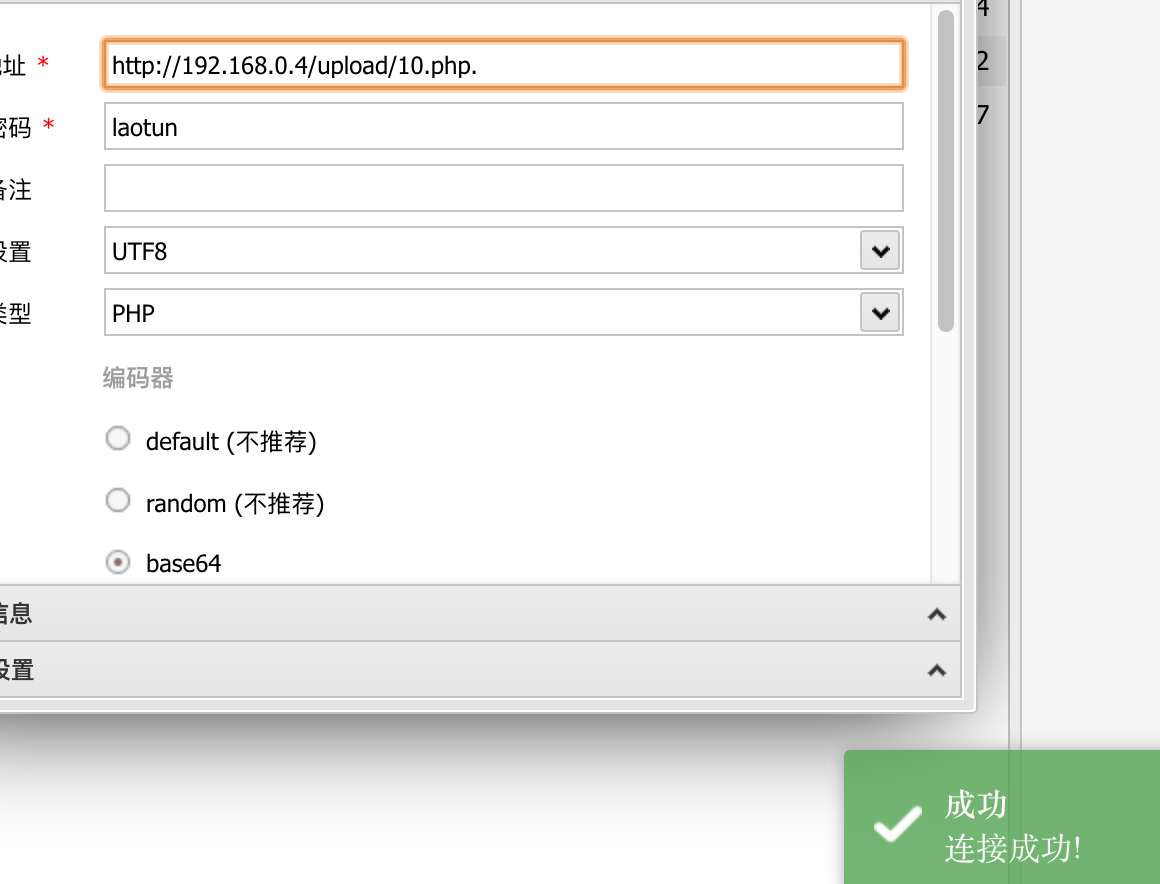 4
地址 *
http://192.168.0.4/upload/10.php.
2
密码 *
laotun
7
备注
设置
UTF8
类型
PHP
编码器
default (不推荐)
random (不推荐)
base64
信息
设置
成功
连接成功!